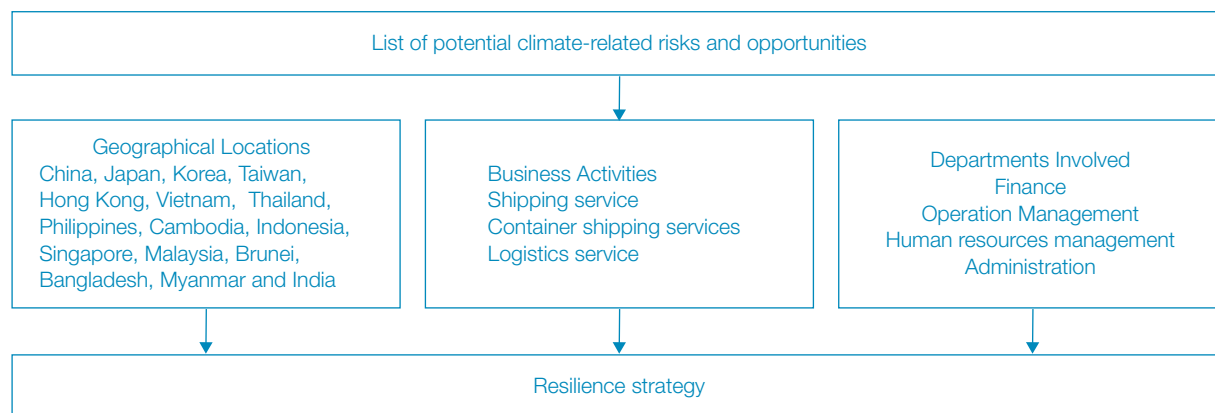 List of potential climate-related risks and opportunities
Geographical Locations
China, Japan, Korea, Taiwan,
Hong Kong, Vietnam, Thailand,
Philippines, Cambodia, Indonesia,
Singapore, Malaysia, Brunei,
Bangladesh, Myanmar and India
Business Activities
Shipping service
Container shipping services
Logistics service
Departments Involved
Finance
Operation Management
Human resources management
Administration
Resilience strategy